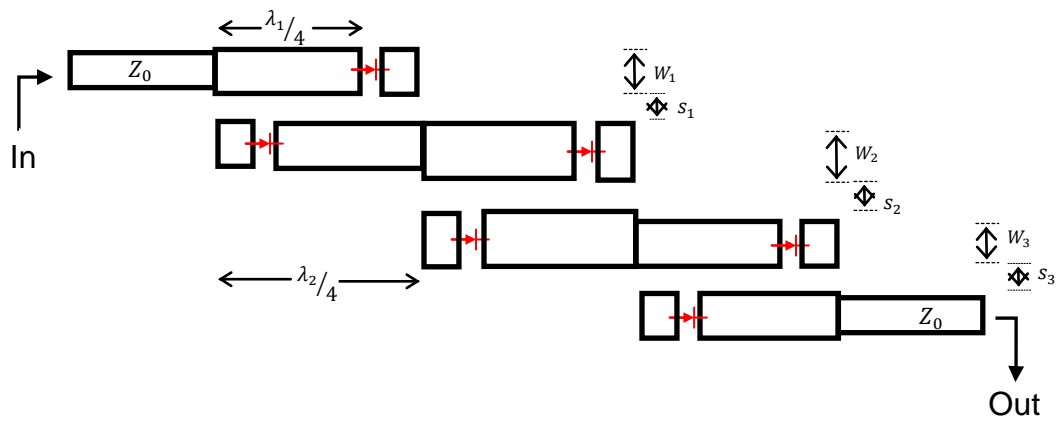 λ₁/4
Z₀
W₁
s₁
In
W₂
s₂
W₃
λ₂/4
s₃
Z₀
Out